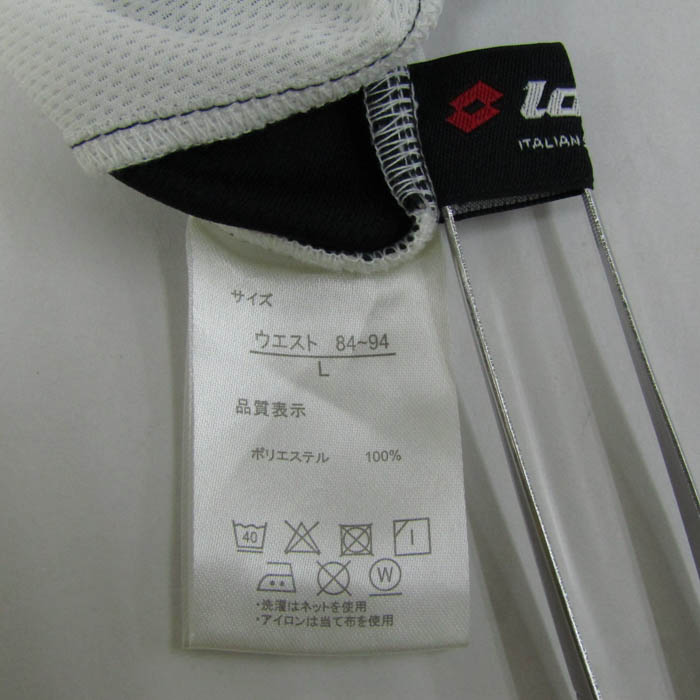 ITALIAN
サイズ
ウエスト 84~94
L
品質表示
ポリエステル 100%
40
W
・洗濯はネットを使用
・アイロンは当て布を使用